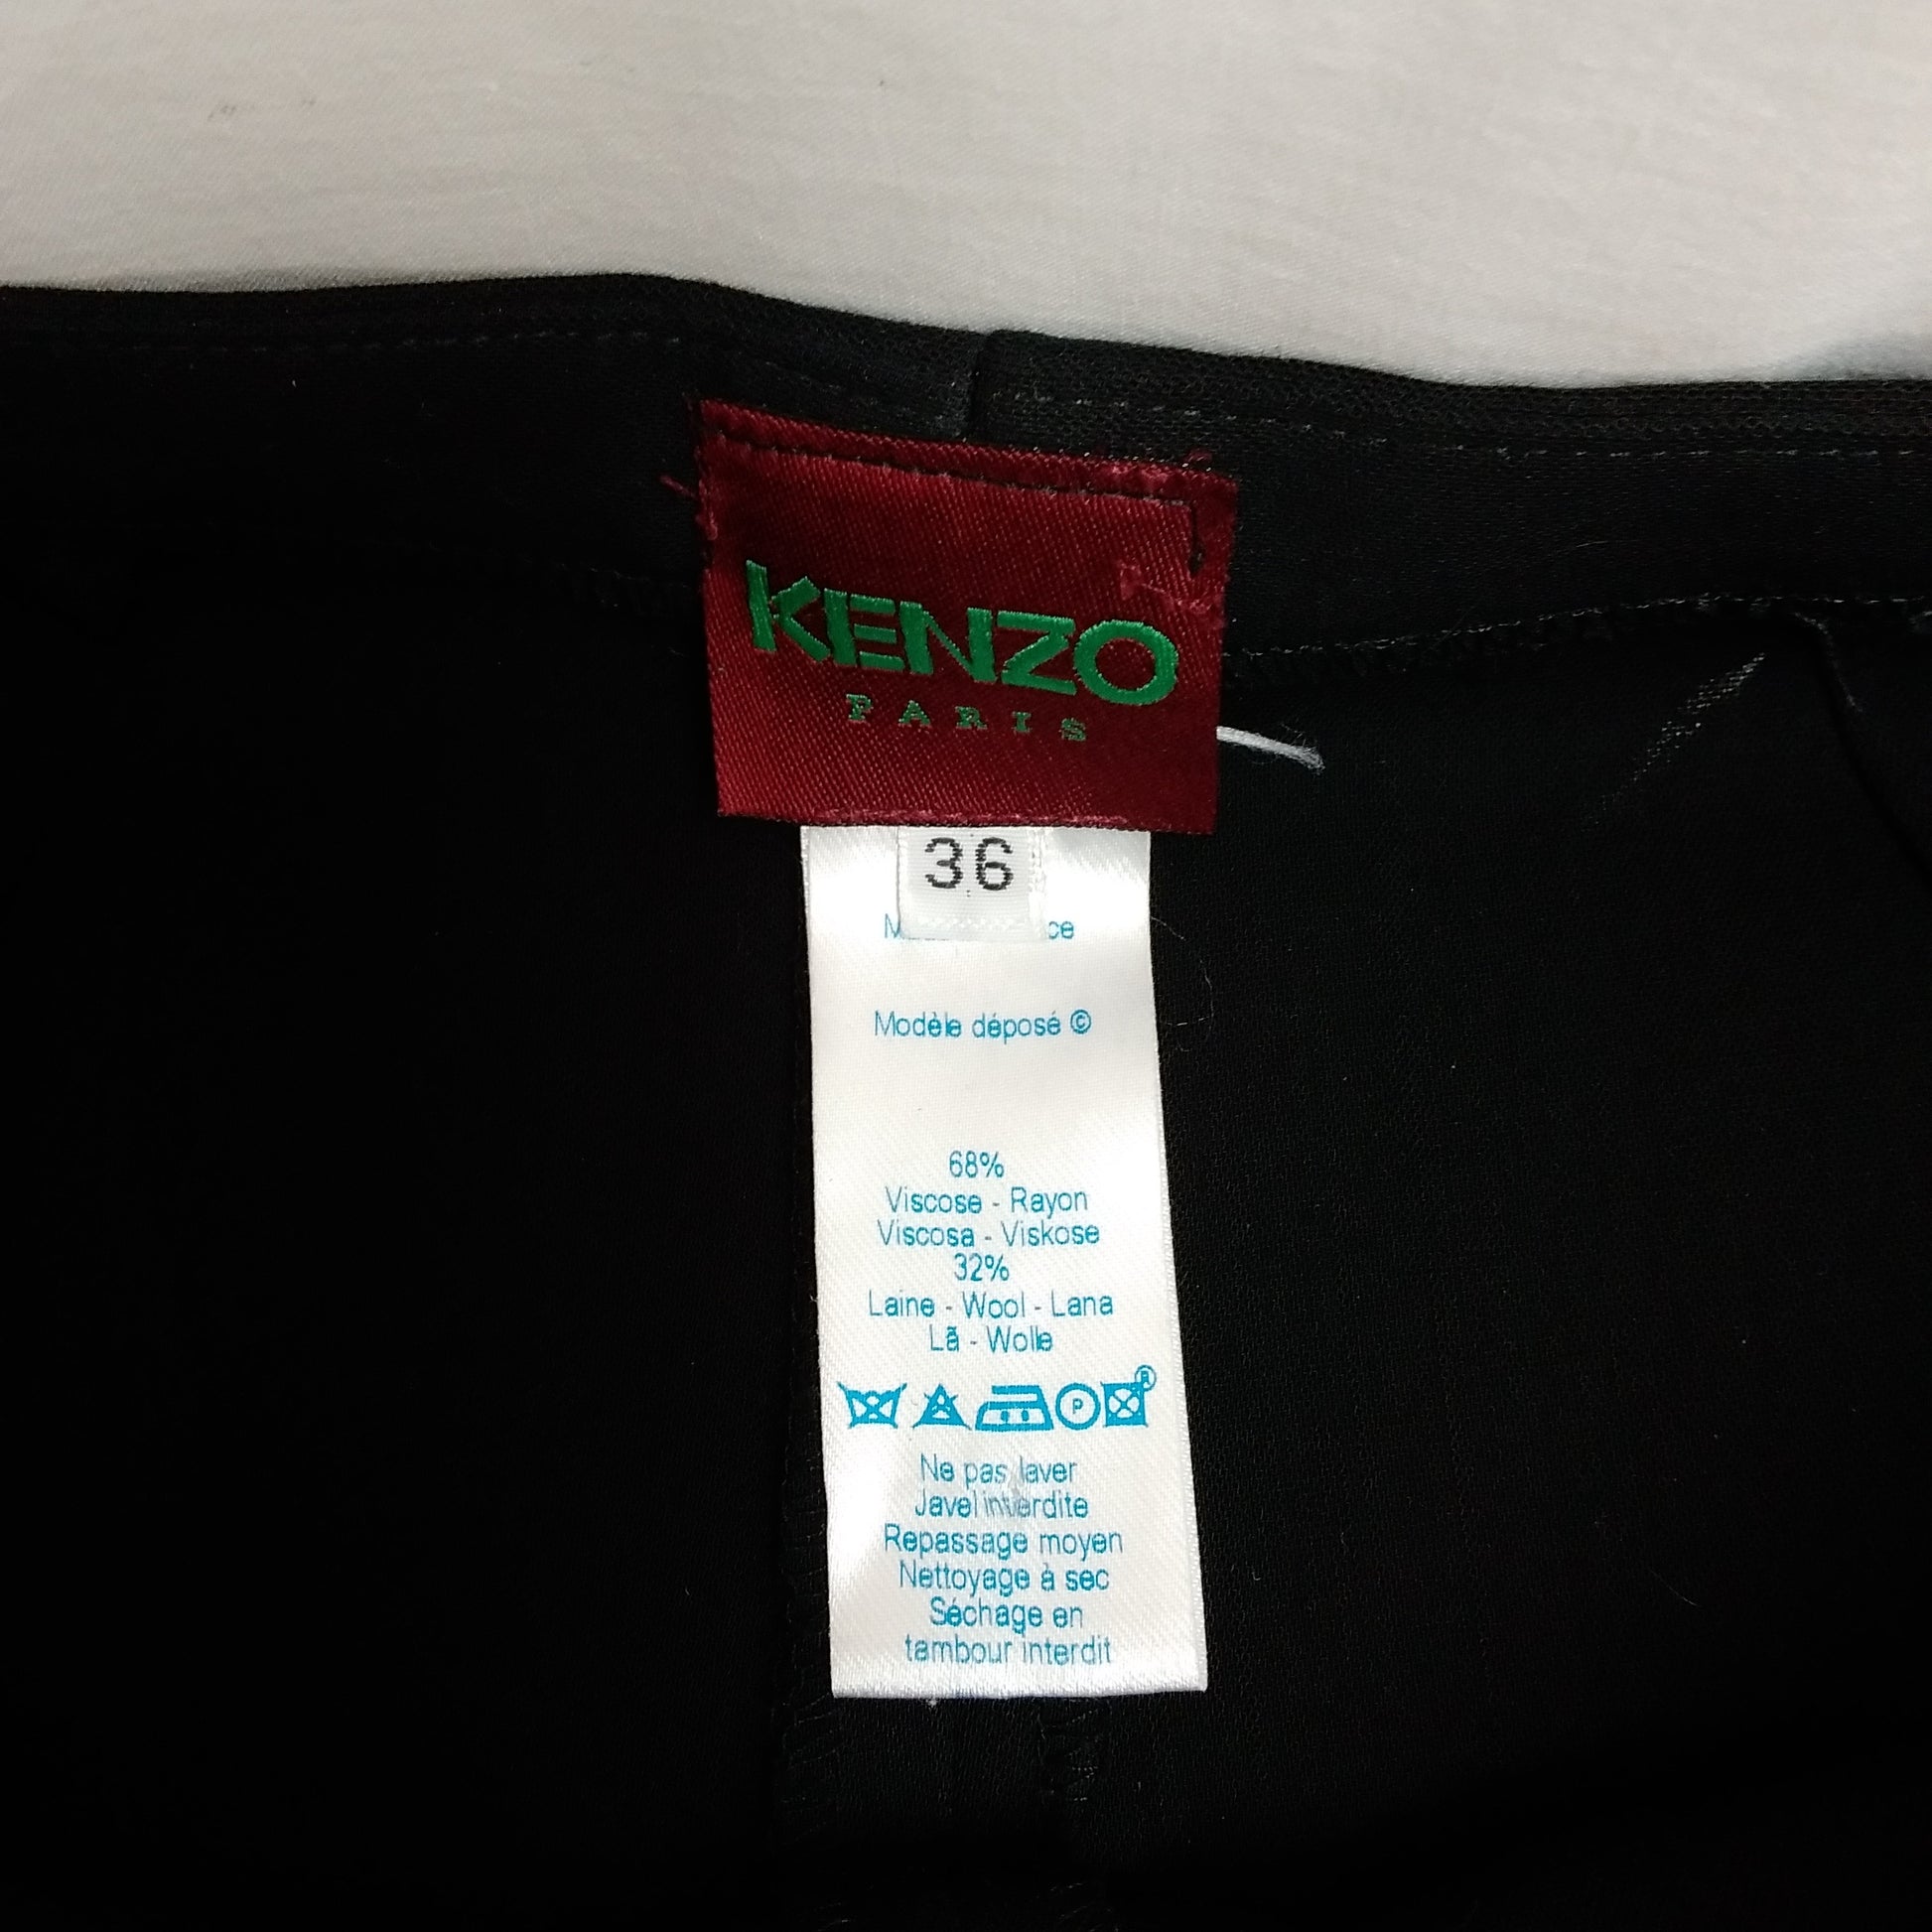 KENZO
PARIS
36
Modèle déposé ©
68%
Viscose - Rayon
Viscosa - Viskose
32%
Laine - Wool - Lana
Lã - Wolle
P
®
Ne pas laver
Javel interdite
Repassage moyen
Nettoyage à sec
Séchage en
tambour interdit